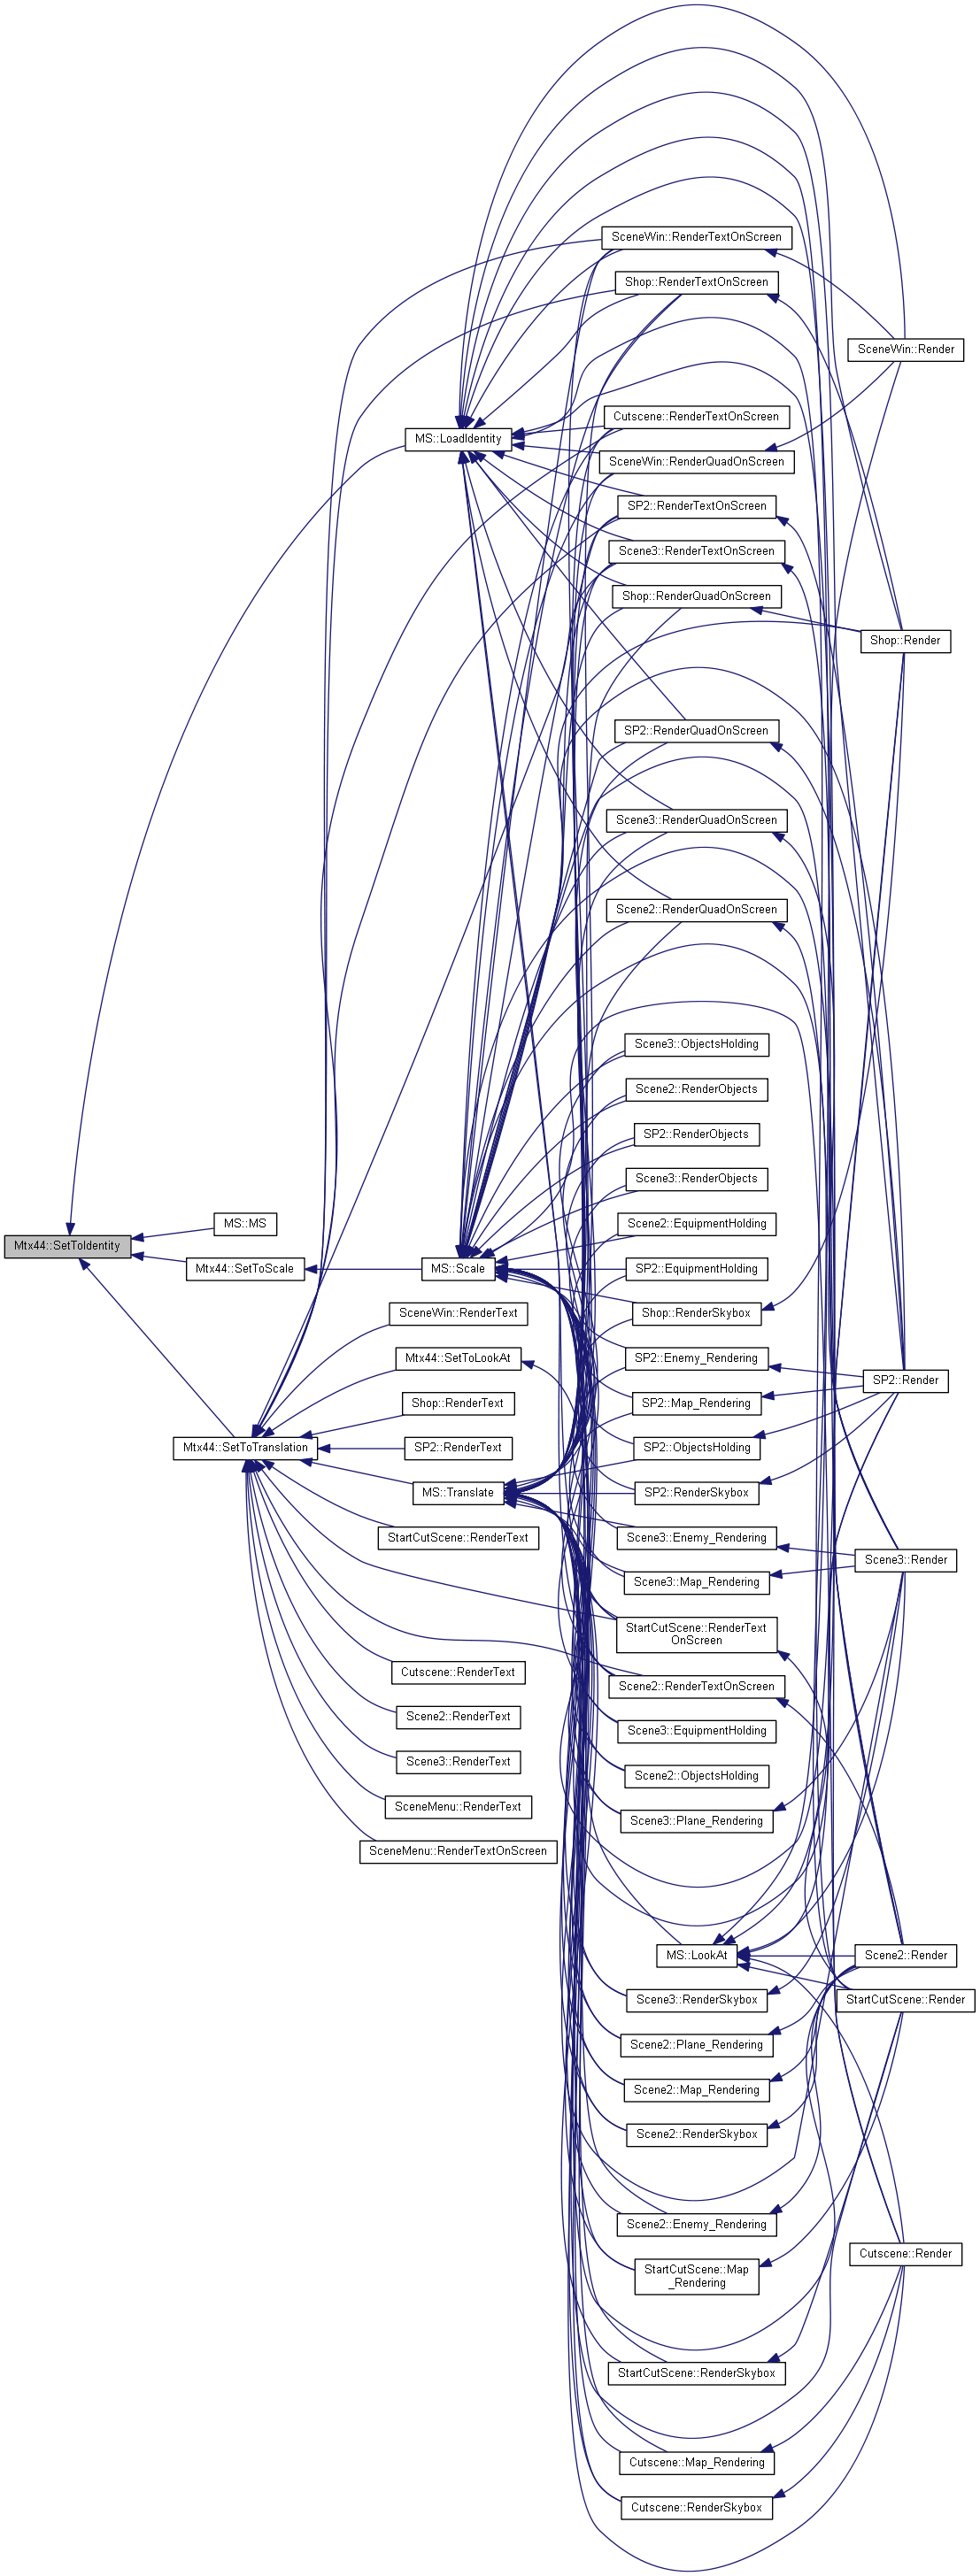 SceneWin::RenderTextOnScreen
Shop::RenderTextOnScreen
SceneWin::Render
Cutscene::RenderTextOnScreen
MS::LoadIdentity
SceneWin::RenderQuadOnScreen
SP2::RenderTextOnScreen
Scene3::RenderTextOnScreen
Shop::RenderQuadOnScreen
Shop::Render
SP2::RenderQuadOnScreen
Scene3::RenderQuadOnScreen
Scene2::RenderQuadOnScreen
Scene3::ObjectsHolding
Scene2::RenderObjects
SP2::RenderObjects
Scene3::RenderObjects
MS::MS
Scene2::EquipmentHolding
Mtx44::SetToIdentity
Mtx44::SetToScale
MS::Scale
SP2::EquipmentHolding
SceneWin::RenderText
Shop::RenderSkybox
Mtx44::SetToLookAt
SP2::Enemy_Rendering
SP2::Render
Shop::RenderText
SP2::Map_Rendering
Mtx44::SetToTranslation
SP2::RenderText
SP2::ObjectsHolding
MS::Translate
SP2::RenderSkybox
StartCutScene::RenderText
Scene3::Enemy_Rendering
Scene3::Render
Scene3::Map_Rendering
StartCutScene::RenderText
OnScreen
Cutscene::RenderText
Scene2::RenderTextOnScreen
Scene2::RenderText
Scene3::EquipmentHolding
Scene3::RenderText
Scene2::ObjectsHolding
SceneMenu::RenderText
Scene3::Plane_Rendering
SceneMenu::RenderTextOnScreen
MS::LookAt
Scene2::Render
Scene3::RenderSkybox
StartCutScene::Render
Scene2::Plane_Rendering
Scene2::Map_Rendering
Scene2::RenderSkybox
Scene2::Enemy_Rendering
Cutscene::Render
StartCutScene::Map
_Rendering
StartCutScene::RenderSkybox
Cutscene::Map_Rendering
Cutscene::RenderSkybox